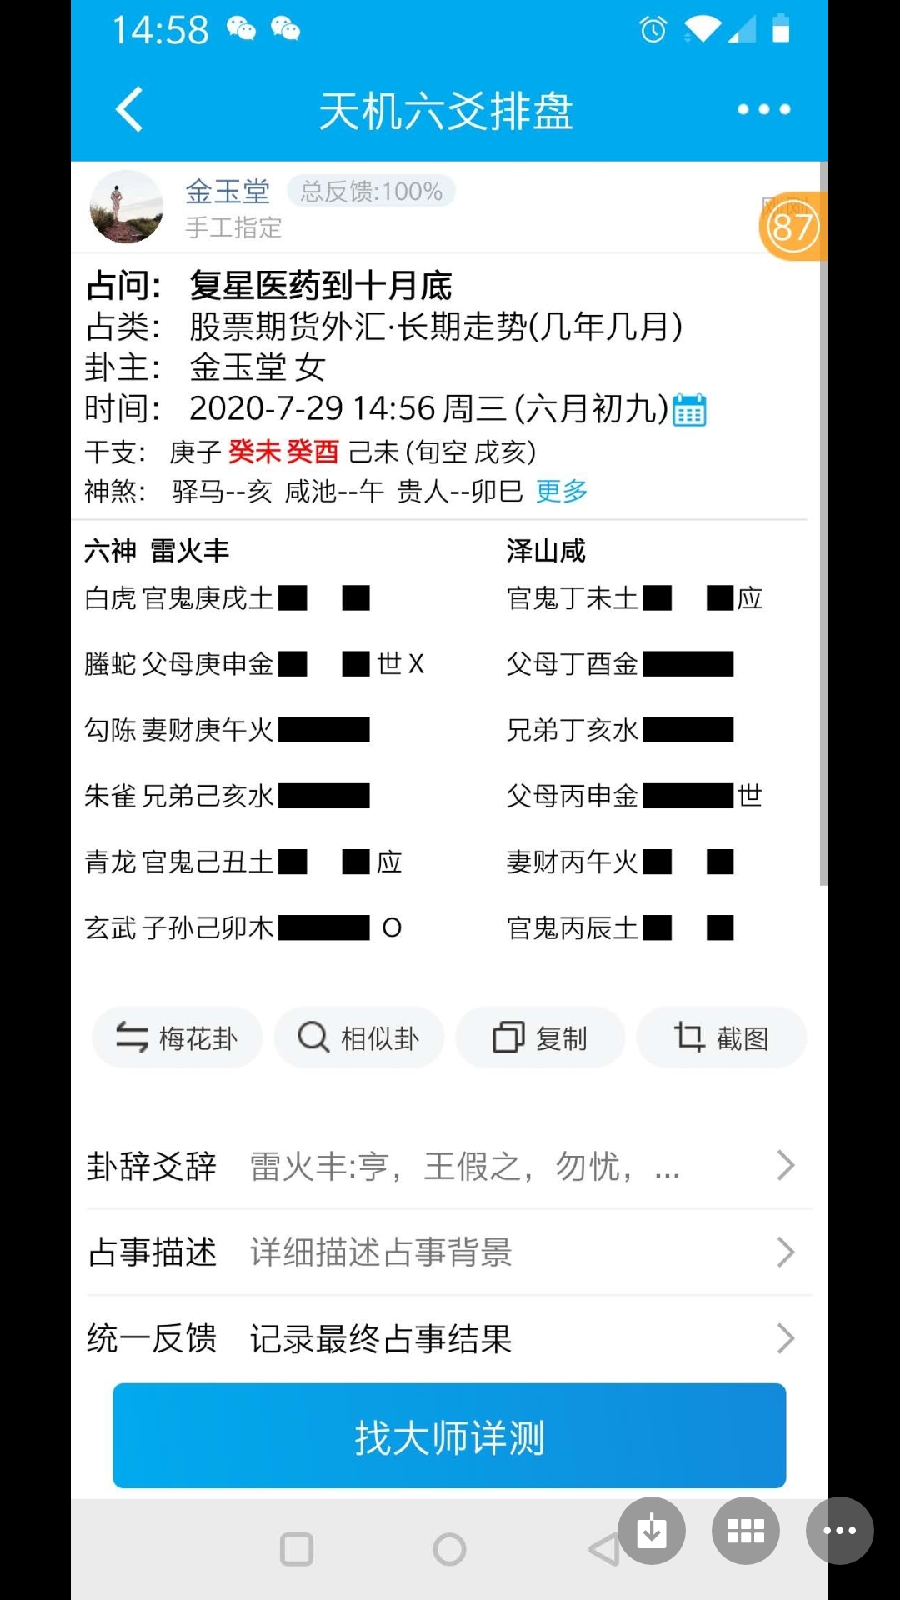 14:58
天机六爻排盘
金玉堂 总反馈:100%
手工指定
87
占问: 复星医药到十月底
占类: 股票期货外汇·长期走势(几年几月)
卦主: 金玉堂 女
时间: 2020-7-29 14:56 周三 (六月初九)
干支: 庚子 癸未 癸酉 己未 (旬空 戌亥)
神煞: 驿马--亥 咸池--午 贵人--卯巳 更多
六神 雷火丰 泽山咸
白虎 官鬼庚戌土 官鬼丁未土 应
螣蛇 父母庚申金 世 X 父母丁酉金
勾陈 妻财庚午火 兄弟丁亥水
朱雀 兄弟己亥水 父母丙申金 世
青龙 官鬼己丑土 应 妻财丙午火
玄武 子孙己卯木 O 官鬼丙辰土
梅花卦 相似卦 复制 截图
卦辞爻辞 雷火丰:亨，王假之，勿忧，...
占事描述 详细描述占事背景
统一反馈 记录最终占事结果
找大师详测